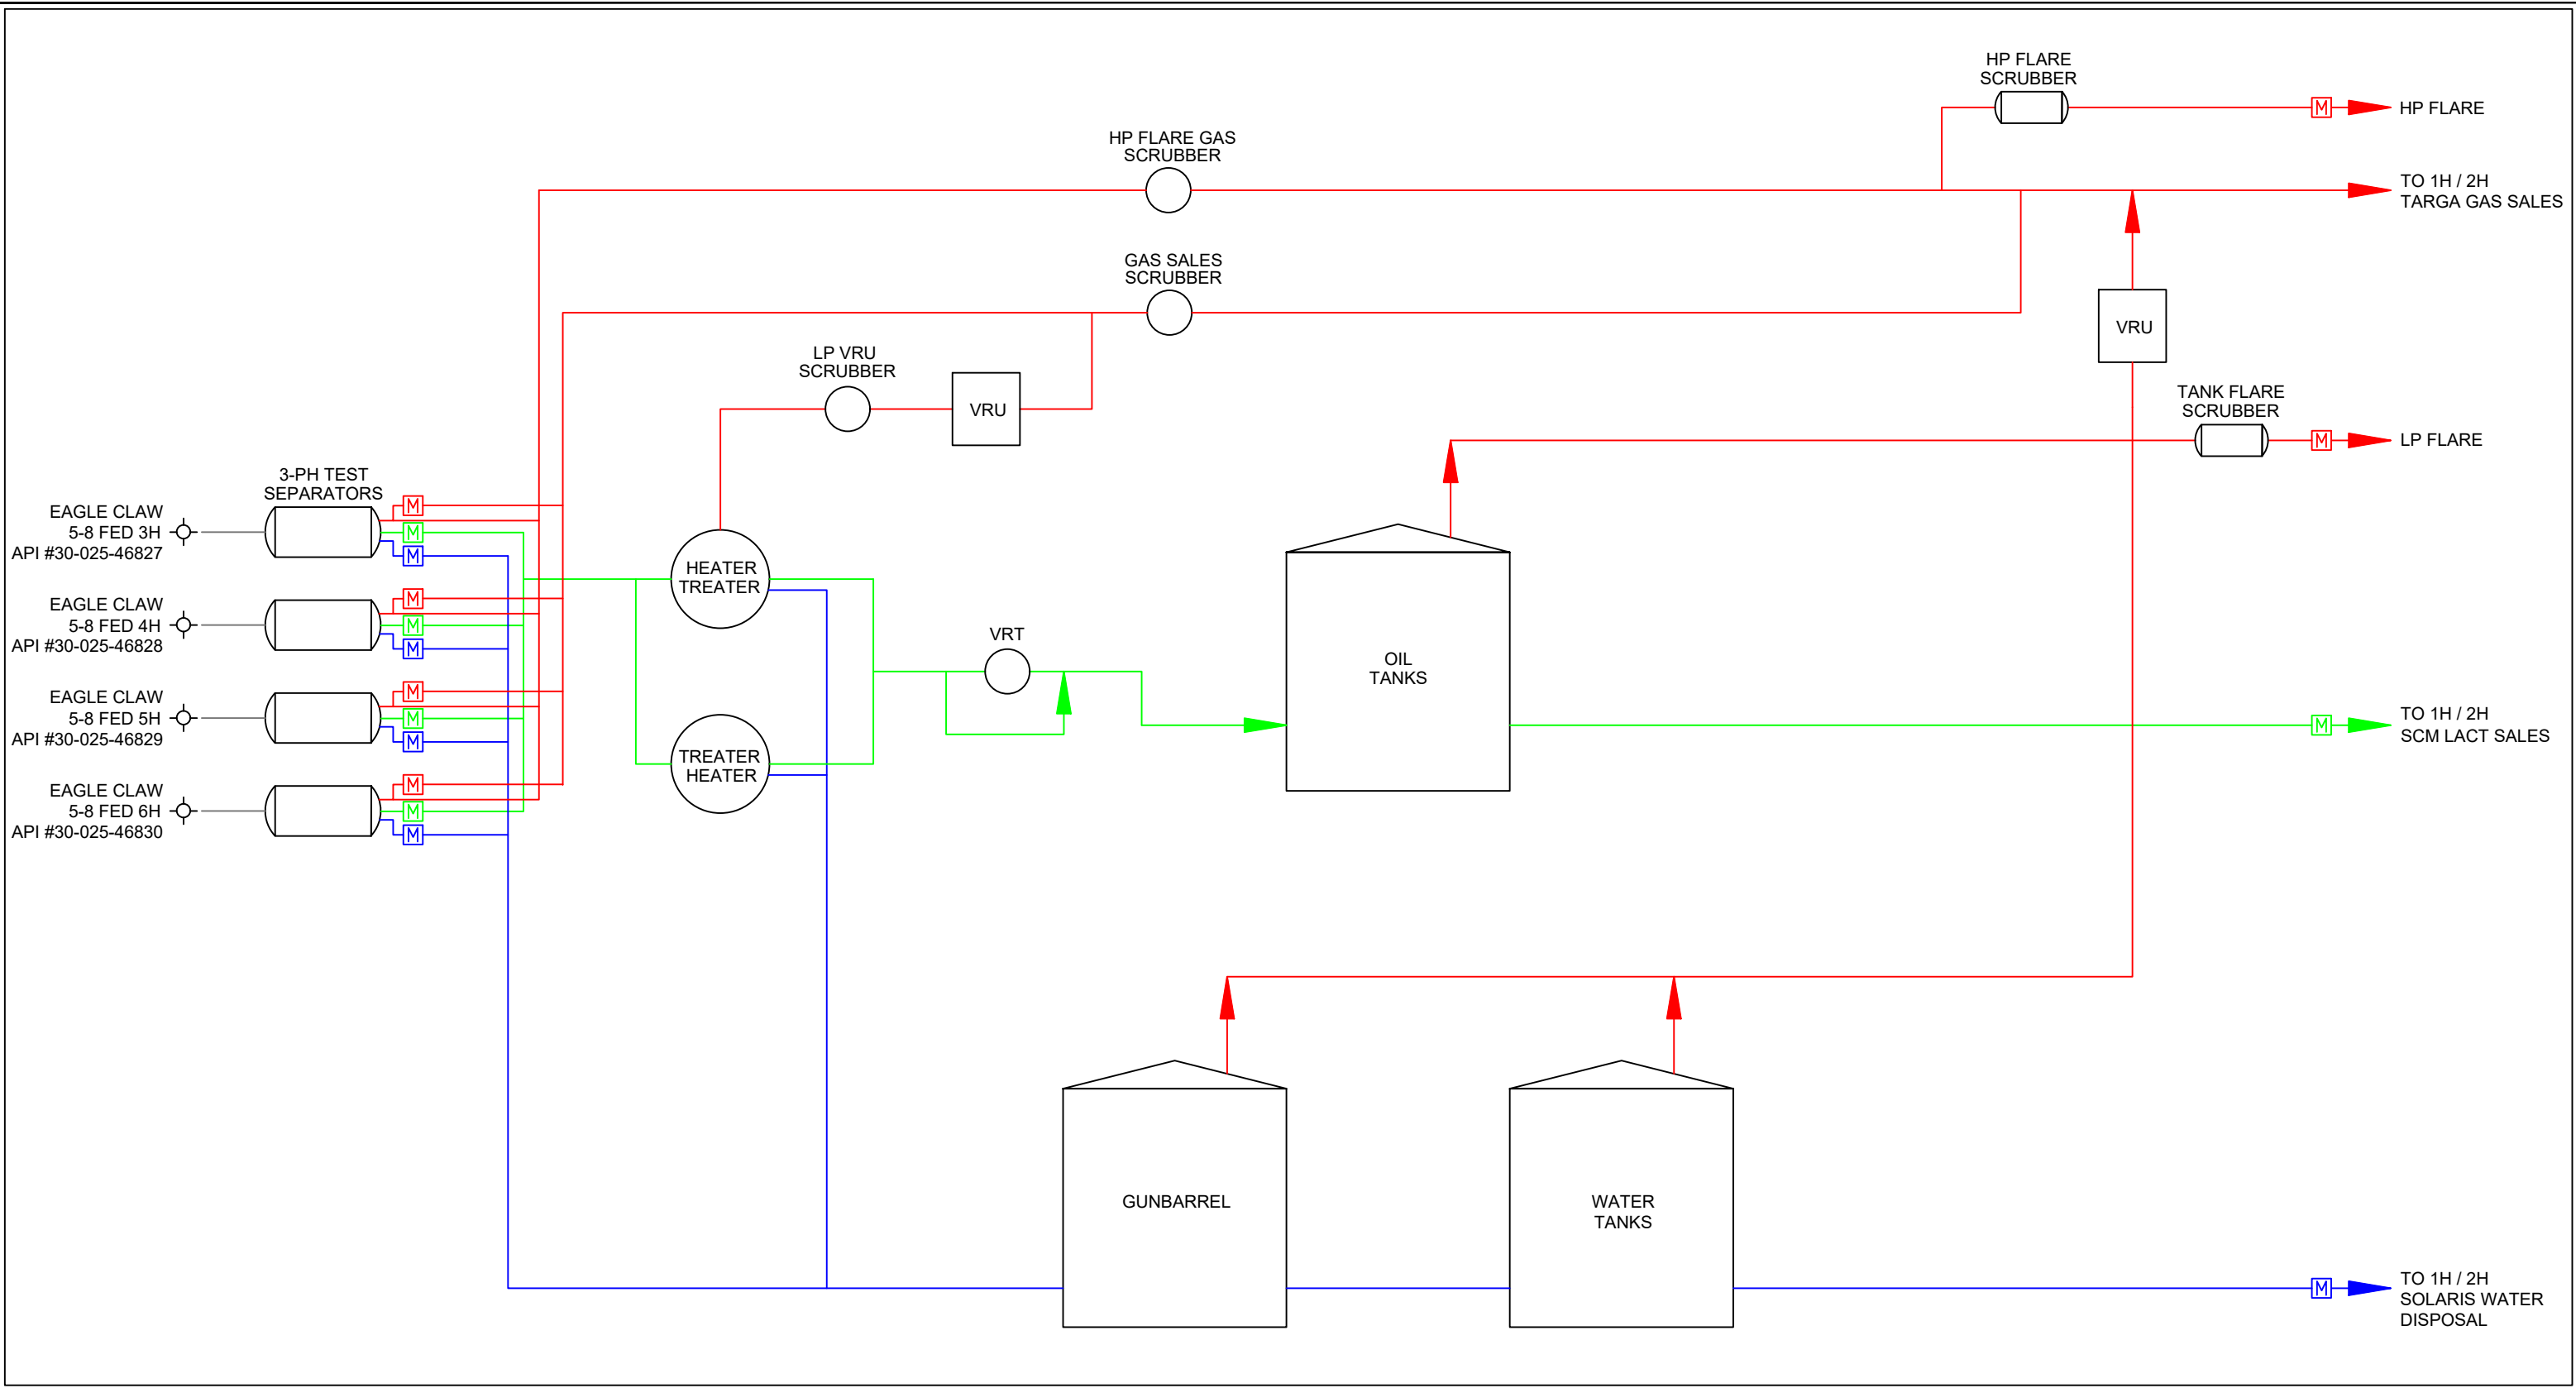 HP FLARE
SCRUBBER
M
HP FLARE
HP FLARE GAS
SCRUBBER
TO 1H / 2H
TARGA GAS SALES
GAS SALES
SCRUBBER
VRU
LP VRU
SCRUBBER
VRU
TANK FLARE
SCRUBBER
M
LP FLARE
3-PH TEST
SEPARATORS
EAGLE CLAW
5-8 FED 3H
API #30-025-46827
M
M
M
HEATER
TREATER
EAGLE CLAW
5-8 FED 4H
API #30-025-46828
M
M
M
VRT
OIL
TANKS
EAGLE CLAW
5-8 FED 5H
API #30-025-46829
M
M
M
TREATER
HEATER
M
TO 1H / 2H
SCM LACT SALES
EAGLE CLAW
5-8 FED 6H
API #30-025-46830
M
M
M
GUNBARREL
WATER
TANKS
M
TO 1H / 2H
SOLARIS WATER
DISPOSAL